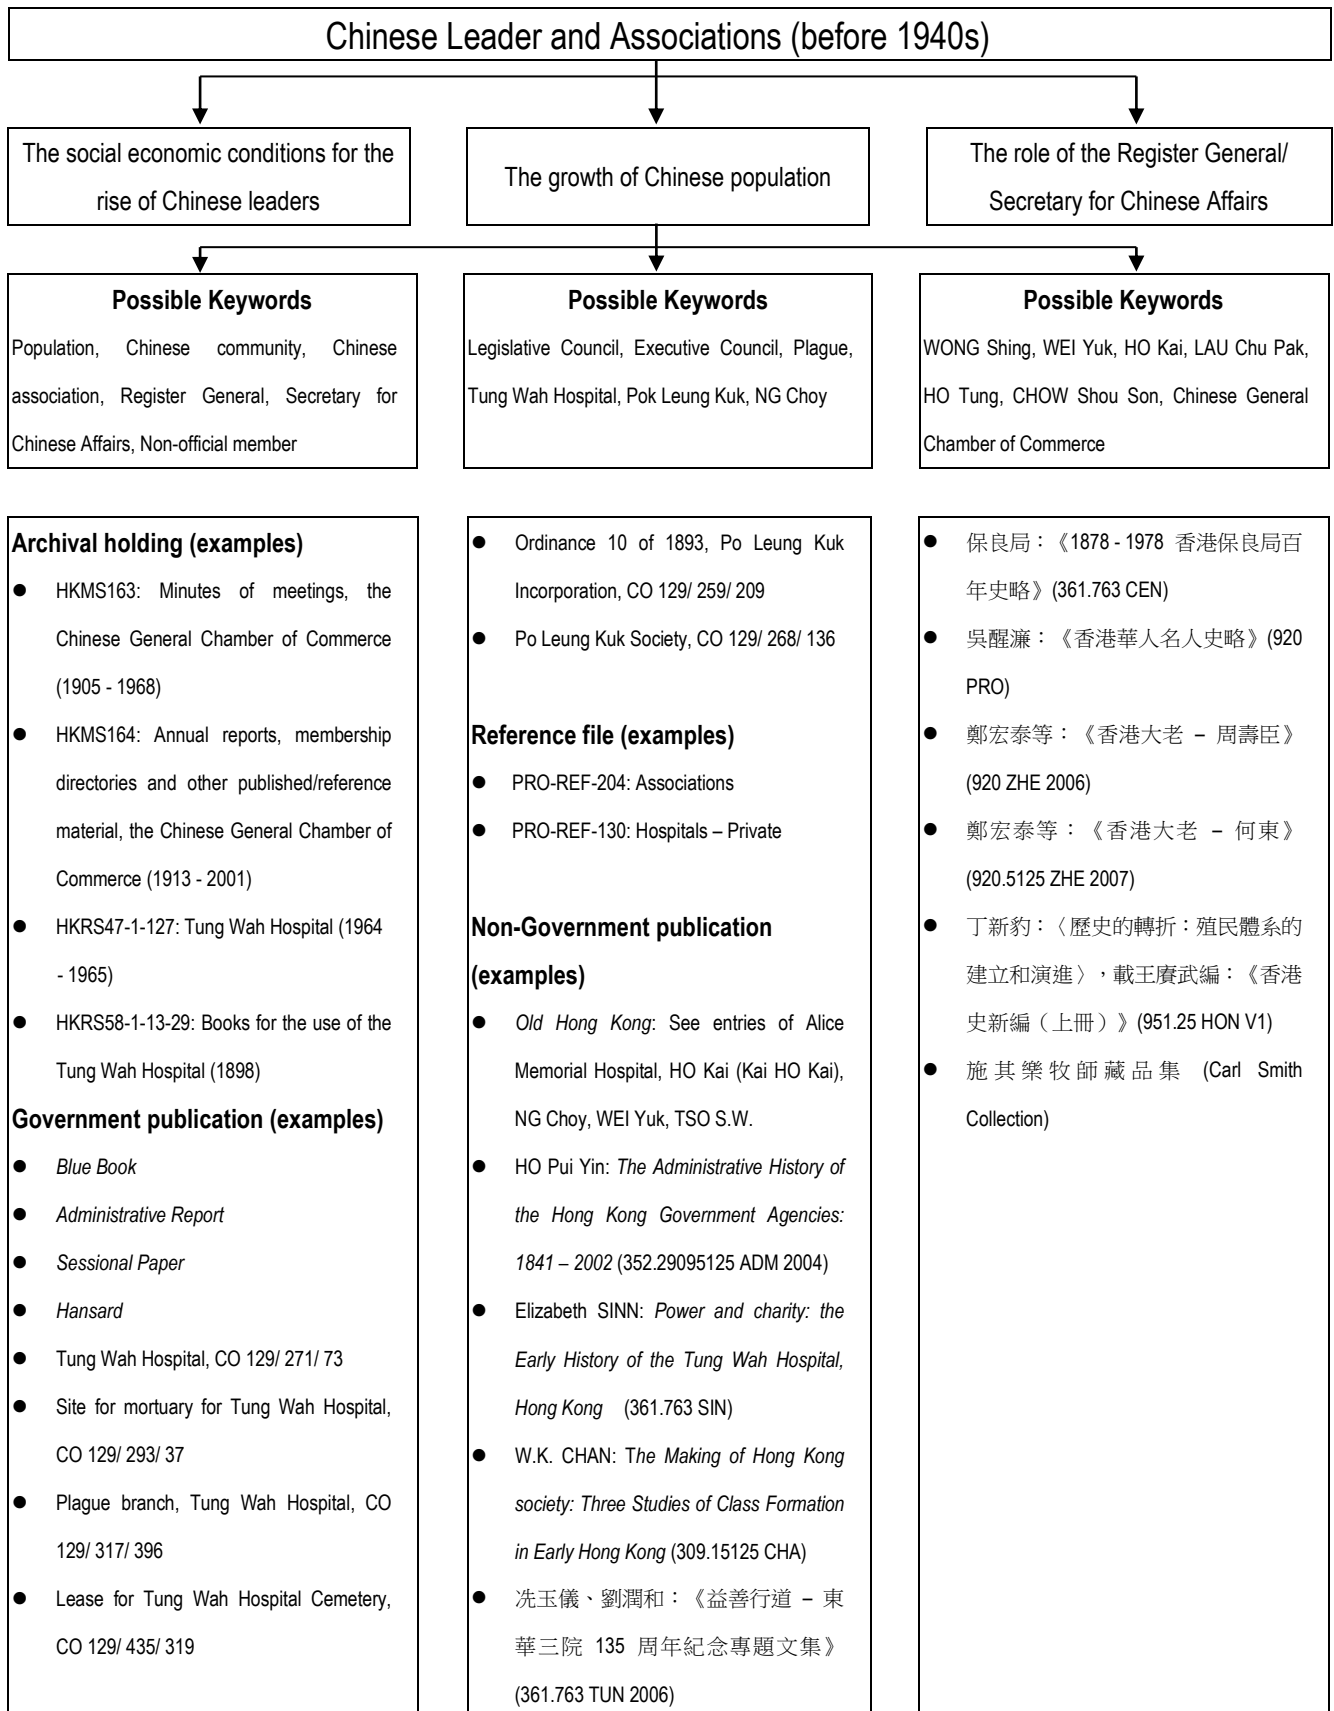 Chinese Leader and Associations (before 1940s)
The social economic conditions for the
rise of Chinese leaders
The growth of Chinese population
The role of the Register General/
Secretary for Chinese Affairs
Possible Keywords
Population, Chinese community, Chinese
association, Register General, Secretary for
Chinese Affairs, Non-official member
Possible Keywords
Legislative Council, Executive Council, Plague,
Tung Wah Hospital, Pok Leung Kuk, NG Choy
Possible Keywords
WONG Shing, WEI Yuk, HO Kai, LAU Chu Pak,
HO Tung, CHOW Shou Son, Chinese General
Chamber of Commerce
Archival holding (examples)
● HKMS163: Minutes of meetings, the
Chinese General Chamber of Commerce
(1905 - 1968)
● HKMS164: Annual reports, membership
directories and other published/reference
material, the Chinese General Chamber of
Commerce (1913 - 2001)
● HKRS47-1-127: Tung Wah Hospital (1964
- 1965)
● HKRS58-1-13-29: Books for the use of the
Tung Wah Hospital (1898)
Government publication (examples)
● Blue Book
● Administrative Report
● Sessional Paper
● Hansard
● Tung Wah Hospital, CO 129/ 271/ 73
● Site for mortuary for Tung Wah Hospital,
CO 129/ 293/ 37
● Plague branch, Tung Wah Hospital, CO
129/ 317/ 396
● Lease for Tung Wah Hospital Cemetery,
CO 129/ 435/ 319
● Ordinance 10 of 1893, Po Leung Kuk
Incorporation, CO 129/ 259/ 209
● Po Leung Kuk Society, CO 129/ 268/ 136
Reference file (examples)
● PRO-REF-204: Associations
● PRO-REF-130: Hospitals – Private
Non-Government publication
(examples)
● Old Hong Kong: See entries of Alice
Memorial Hospital, HO Kai (Kai HO Kai),
NG Choy, WEI Yuk, TSO S.W.
● HO Pui Yin: The Administrative History of
the Hong Kong Government Agencies:
1841 – 2002 (352.29095125 ADM 2004)
● Elizabeth SINN: Power and charity: the
Early History of the Tung Wah Hospital,
Hong Kong (361.763 SIN)
● W.K. CHAN: The Making of Hong Kong
society: Three Studies of Class Formation
in Early Hong Kong (309.15125 CHA)
● 冼玉儀、劉潤和：《益善行道 – 東
華三院 135 周年紀念專題文集》
(361.763 TUN 2006)
● 保良局：《1878 - 1978 香港保良局百
年史略》(361.763 CEN)
● 吳醒濂：《香港華人名人史略》(920
PRO)
● 鄭宏泰等：《香港大老 – 周壽臣》
(920 ZHE 2006)
● 鄭宏泰等：《香港大老 – 何東》
(920.5125 ZHE 2007)
● 丁新豹：〈歷史的轉折：殖民體系的
建立和演進〉，載王賡武編：《香港
史新編（上冊）》(951.25 HON V1)
● 施其樂牧師藏品集 (Carl Smith
Collection)